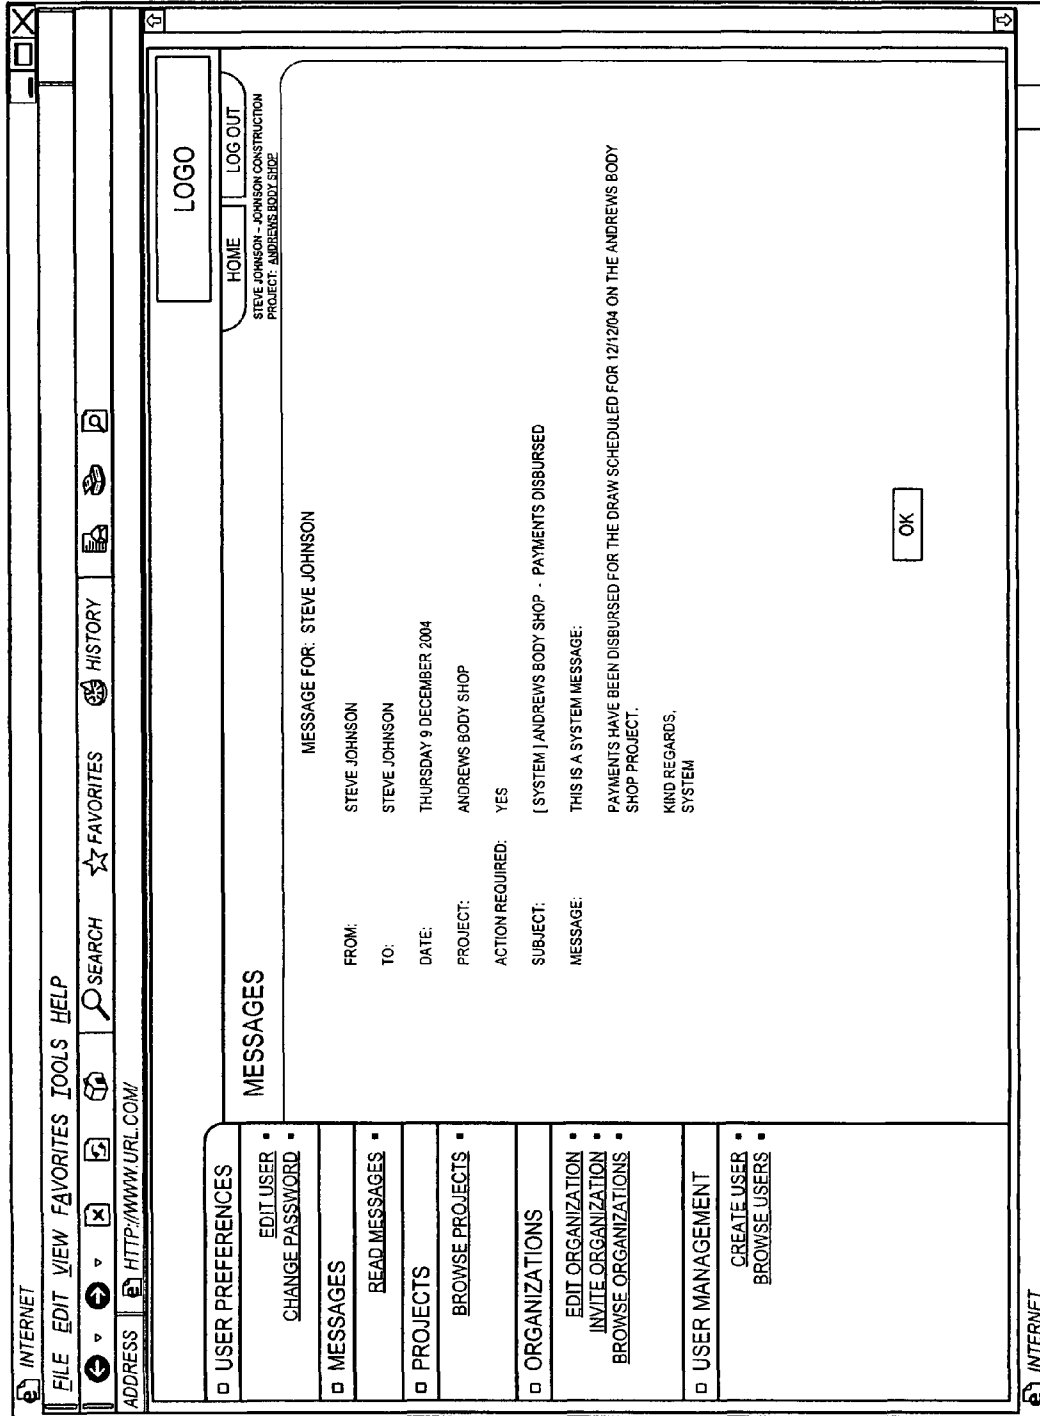 INTERNET
FILE EDIT VIEW FAVORITES TOOLS HELP
SEARCH FAVORITES HISTORY
ADDRESS HTTP://WWW.URL.COM/
LOGO
HOME LOG OUT
STEVE JOHNSON – JOHNSON CONSTRUCTION
PROJECT: ANDREWS BODY SHOP
USER PREFERENCES
EDIT USER
CHANGE PASSWORD
MESSAGES
READ MESSAGES
PROJECTS
BROWSE PROJECTS
ORGANIZATIONS
EDIT ORGANIZATION
INVITE ORGANIZATION
BROWSE ORGANIZATIONS
USER MANAGEMENT
CREATE USER
BROWSE USERS
MESSAGES
MESSAGE FOR: STEVE JOHNSON
FROM: STEVE JOHNSON
TO: STEVE JOHNSON
DATE: THURSDAY 9 DECEMBER 2004
PROJECT: ANDREWS BODY SHOP
ACTION REQUIRED: YES
SUBJECT: [ SYSTEM ] ANDREWS BODY SHOP - PAYMENTS DISBURSED
MESSAGE: THIS IS A SYSTEM MESSAGE:
PAYMENTS HAVE BEEN DISBURSED FOR THE DRAW SCHEDULED FOR 12/12/04 ON THE ANDREWS BODY
SHOP PROJECT.
KIND REGARDS,
SYSTEM
OK
INTERNET